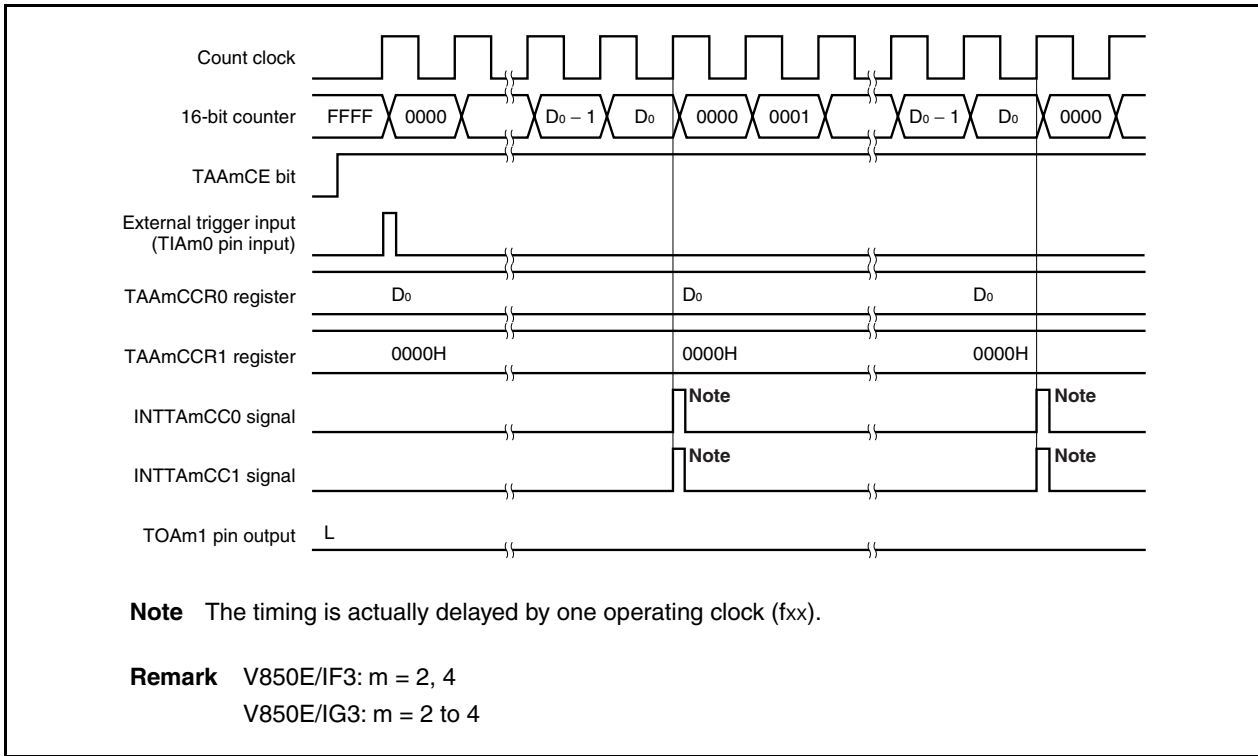 Count clock
16-bit counter FFFF 0000 D0 − 1 D0 0000 0001 D0 − 1 D0 0000
TAAmCE bit
External trigger input
(TIAm0 pin input)
TAAmCCR0 register D0 D0 D0
TAAmCCR1 register 0000H 0000H 0000H
INTTAmCC0 signal Note Note
INTTAmCC1 signal Note Note
TOAm1 pin output L
Note The timing is actually delayed by one operating clock (fxx).
Remark V850E/IF3: m = 2, 4
V850E/IG3: m = 2 to 4